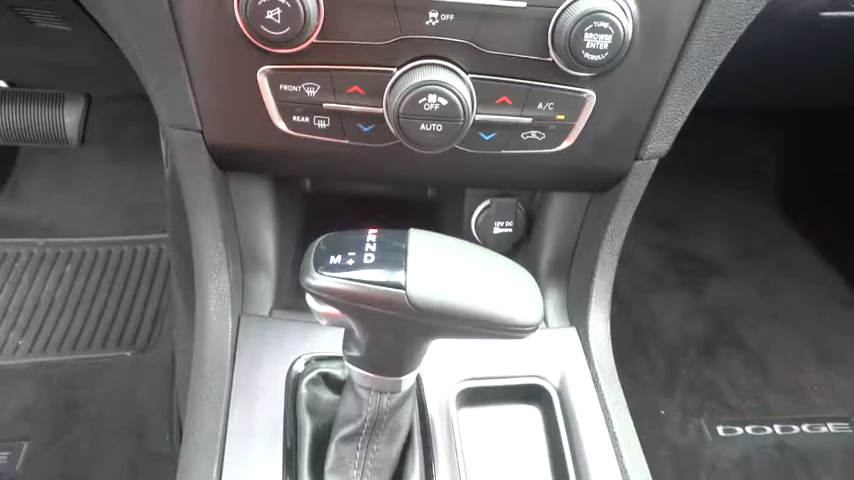 OFF
TUNE
BROWSE
ENTER
SCROLL
FRONT
REAR
OFF
AUTO
A/C
12V DC
P
R
N
D
M - +
DODGE